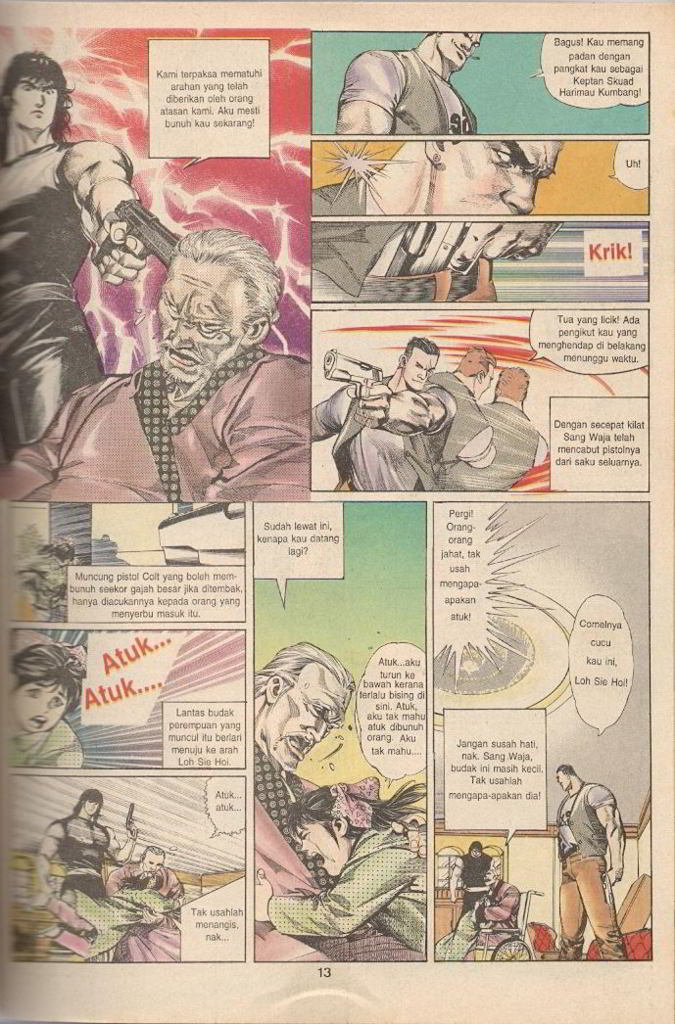 Kami terpaksa mematuhi
arahan yang telah
diberikan oleh orang
atasan kami. Aku mesti
bunuh kau sekarang!
Bagus! Kau memang
padan dengan
pangkat kau sebagai
Keptan Skuad
Harimau Kumbang!
Uh!
Krik!
Tua yang licik! Ada
pengikut kau yang
menghendap di belakang
menunggu waktu.
Dengan secepat kilat
Sang Waja telah
mencabut pistolnya
dari saku seluarnya.
Muncung pistol Colt yang boleh mem-
bunuh seekor gajah besar jika ditembak,
hanya diacukannya kepada orang yang
menyerbu masuk itu.
Atuk...
Atuk....
Lantas budak
perempuan yang
muncul itu berlari
menuju ke arah
Loh Sie Hoi.
Atuk...
atuk...
Tak usahlah
menangis,
nak...
Sudah lewat ini,
kenapa kau datang
lagi?
Atuk...aku
turun ke
bawah kerana
terlalu bising di
sini. Atuk,
aku tak mahu
atuk dibunuh
orang. Aku
tak mahu....
Pergi!
Orang-
orang
jahat, tak
usah
mengapa-
apakan
atuk!
Comelnya
cucu
kau ini,
Loh Sie Hoi!
Jangan susah hati,
nak. Sang Waja,
budak ini masih kecil.
Tak usahlah
mengapa-apakan dia!
13